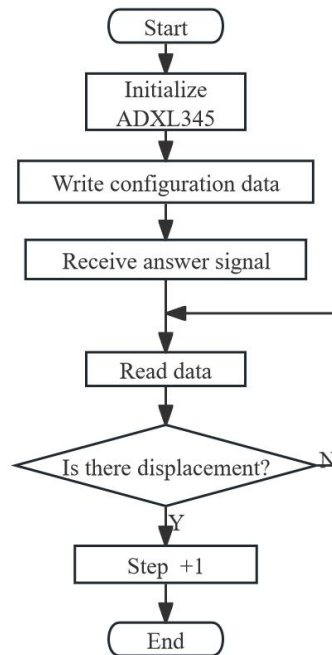 Start
Initialize
ADXL345
Write configuration data
Receive answer signal
Read data
Is there displacement?
N
Y
Step +1
End